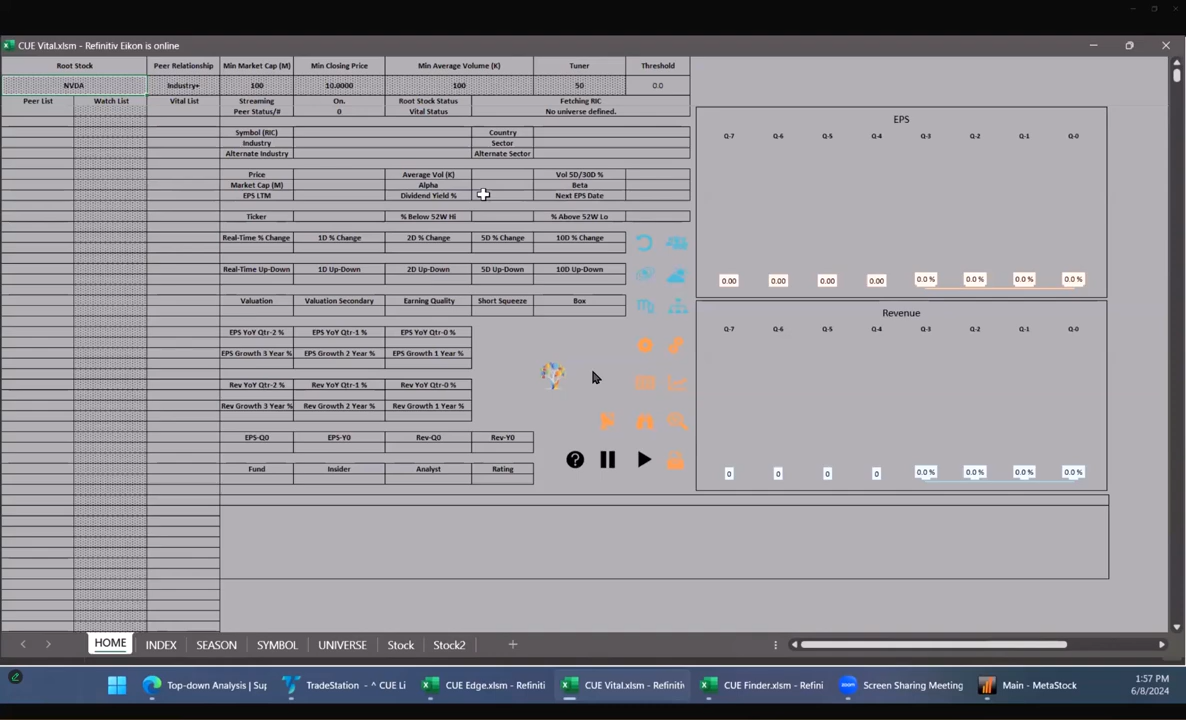 CUE Vital.xlsm - Refinitiv Eikon is online
Root Stock Peer Relationship Min Market Cap (M) Min Closing Price Min Average Volume (K) Tuner Threshold
NVDA Industry+ 100 10.0000 100 50 0.0
Peer List Watch List Vital List Streaming On. Root Stock Status Fetching RIC
Peer Status/# 0 Vital Status No universe defined.
Symbol (RIC) Country
Industry Sector
Alternate Industry Alternate Sector
Price Average Vol (K) Vol 5D/30D %
Market Cap (M) Alpha Beta
EPS LTM Dividend Yield % Next EPS Date
Ticker % Below 52W Hi % Above 52W Lo
Real-Time % Change 1D % Change 2D % Change 5D % Change 10D % Change
Real-Time Up-Down 1D Up-Down 2D Up-Down 5D Up-Down 10D Up-Down
Valuation Valuation Secondary Earning Quality Short Squeeze Box
EPS YoY Qtr-2 % EPS YoY Qtr-1 % EPS YoY Qtr-0 %
EPS Growth 3 Year % EPS Growth 2 Year % EPS Growth 1 Year %
Rev YoY Qtr-2 % Rev YoY Qtr-1 % Rev YoY Qtr-0 %
Rev Growth 3 Year % Rev Growth 2 Year % Rev Growth 1 Year %
EPS-Q0 EPS-Y0 Rev-Q0 Rev-Y0
Fund Insider Analyst Rating
EPS
Q-7 Q-6 Q-5 Q-4 Q-3 Q-2 Q-1 Q-0
0.00 0.00 0.00 0.00 0.0 % 0.0 % 0.0 % 0.0 %
Revenue
Q-7 Q-6 Q-5 Q-4 Q-3 Q-2 Q-1 Q-0
0 0 0 0 0.0 % 0.0 % 0.0 % 0.0 %
HOME INDEX SEASON SYMBOL UNIVERSE Stock Stock2
Top-down Analysis | Sup TradeStation - ^ CUE Li CUE Edge.xlsm - Refiniti CUE Vital.xlsm - Refinitiv CUE Finder.xlsm - Refini Screen Sharing Meeting Main - MetaStock
1:57 PM
6/8/2024